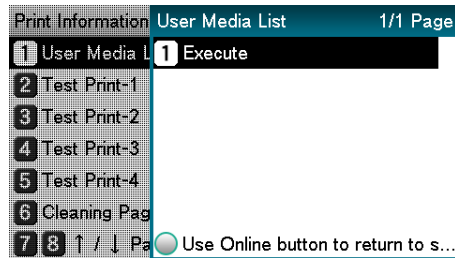 Print Information
1 User Media L
2 Test Print-1
3 Test Print-2
4 Test Print-3
5 Test Print-4
6 Cleaning Pag
7 8 ↑ / ↓ Pa
User Media List 1/1 Page
1 Execute
Use Online button to return to s...